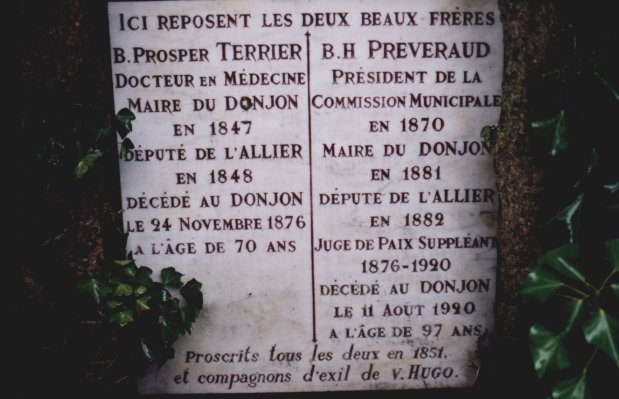 ICI REPOSENT LES DEUX BEAUX FRÈRES
B. PROSPER TERRIER
DOCTEUR EN MÉDECINE
MAIRE DU DONJON
EN 1847
DÉPUTÉ DE L'ALLIER
EN 1848
DÉCÉDÉ AU DONJON
LE 24 NOVEMBRE 1876
A L'ÂGE DE 70 ANS
B.H PREVERAUD
PRÉSIDENT DE LA
COMMISSION MUNICIPALE
EN 1870
MAIRE DU DONJON
EN 1881
DÉPUTE DE L'ALLIER
EN 1882
JUGE DE PAIX SUPPLÉANT
1876-1920
DÉCÉDÉ AU DONJON
LE 11 AOUT 1920
A L'ÂGE DE 97 ANS
Proscrits tous les deux en 1851,
et compagnons d'exil de V. HUGO.